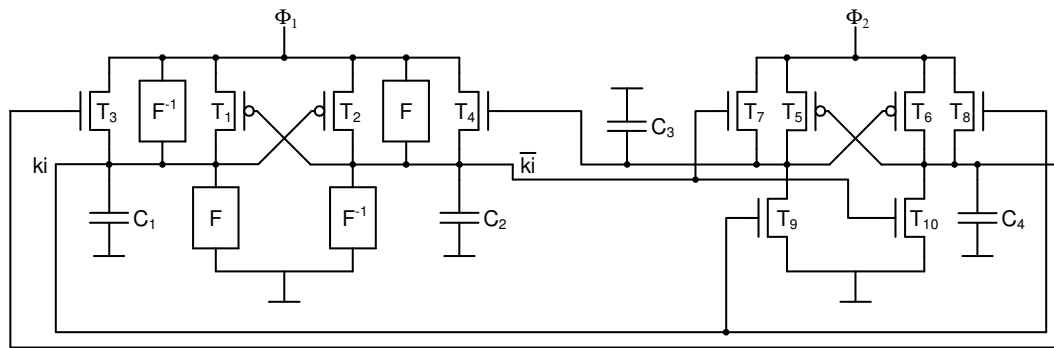 Φ₁
Φ₂
T₃
F⁻¹
T₁
T₂
F
T₄
C₃
T₇
T₅
T₆
T₈
ki
k̅i̅
C₁
F
F⁻¹
C₂
T₉
T₁₀
C₄